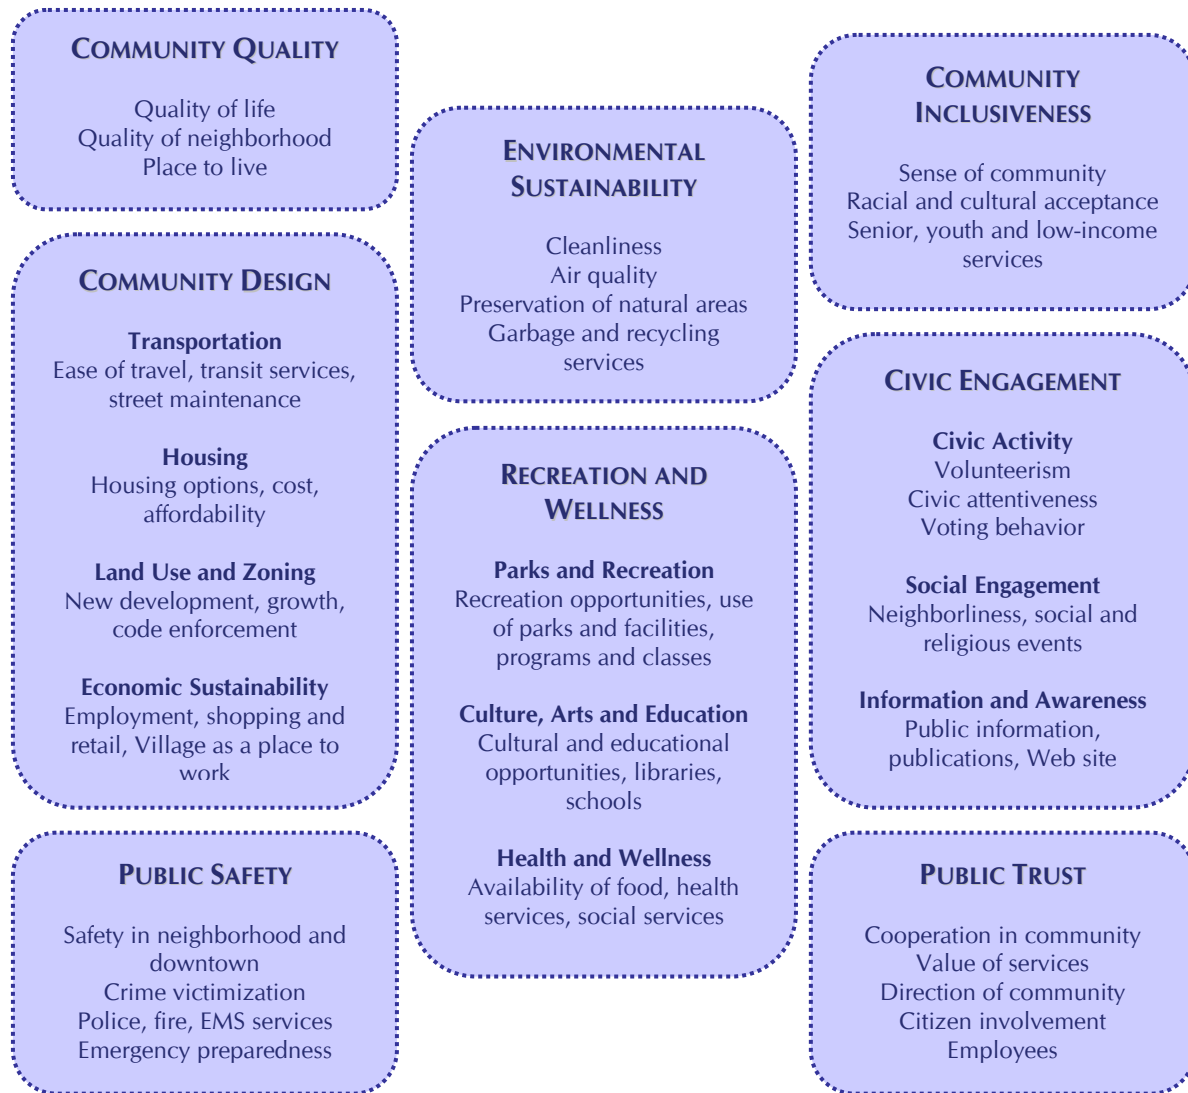 COMMUNITY QUALITY
Quality of life
Quality of neighborhood
Place to live
COMMUNITY DESIGN
Transportation
Ease of travel, transit services,
street maintenance
Housing
Housing options, cost,
affordability
Land Use and Zoning
New development, growth,
code enforcement
Economic Sustainability
Employment, shopping and
retail, Village as a place to
work
PUBLIC SAFETY
Safety in neighborhood and
downtown
Crime victimization
Police, fire, EMS services
Emergency preparedness
ENVIRONMENTAL
SUSTAINABILITY
Cleanliness
Air quality
Preservation of natural areas
Garbage and recycling
services
RECREATION AND
WELLNESS
Parks and Recreation
Recreation opportunities, use
of parks and facilities,
programs and classes
Culture, Arts and Education
Cultural and educational
opportunities, libraries,
schools
Health and Wellness
Availability of food, health
services, social services
COMMUNITY
INCLUSIVENESS
Sense of community
Racial and cultural acceptance
Senior, youth and low-income
services
CIVIC ENGAGEMENT
Civic Activity
Volunteerism
Civic attentiveness
Voting behavior
Social Engagement
Neighborliness, social and
religious events
Information and Awareness
Public information,
publications, Web site
PUBLIC TRUST
Cooperation in community
Value of services
Direction of community
Citizen involvement
Employees